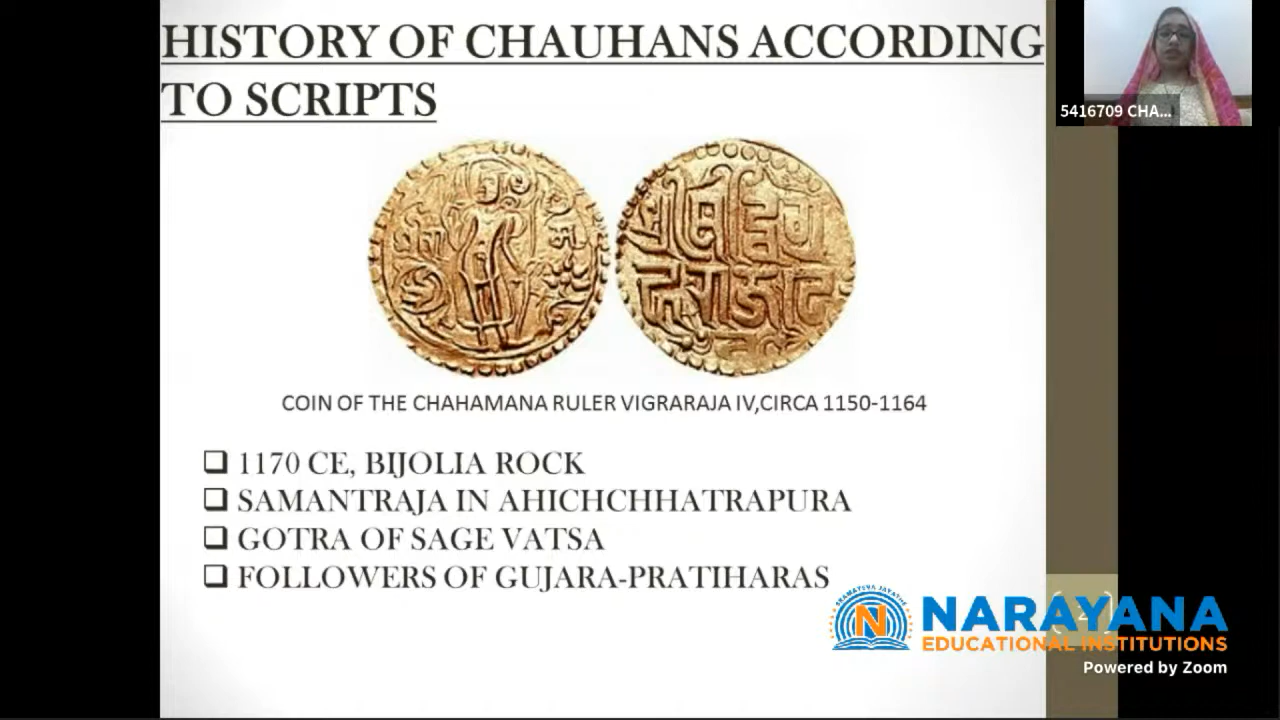 HISTORY OF CHAUHANS ACCORDING
TO SCRIPTS
5416709 CHA...
COIN OF THE CHAHAMANA RULER VIGRARAJA IV,CIRCA 1150-1164
❑ 1170 CE, BIJOLIA ROCK
❑ SAMANTRAJA IN AHICHCHHATRAPURA
❑ GOTRA OF SAGE VATSA
❑ FOLLOWERS OF GUJARA-PRATIHARAS
N
NARAYANA
EDUCATIONAL INSTITUTIONS
Powered by Zoom